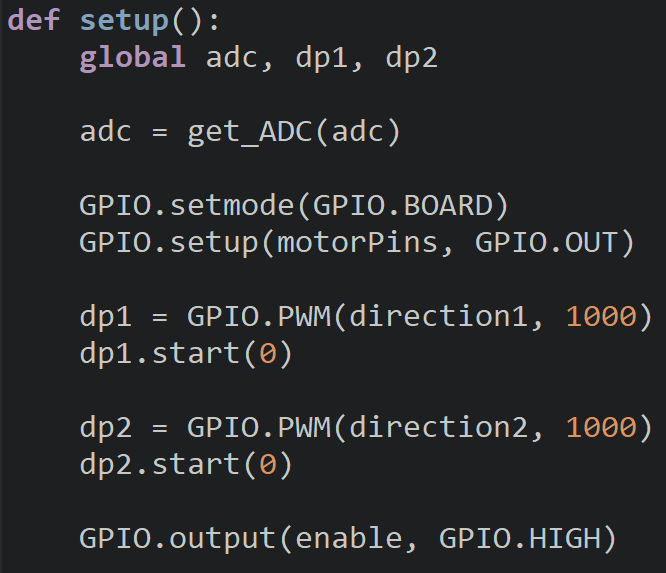 def setup():
    global adc, dp1, dp2

    adc = get_ADC(adc)

    GPIO.setmode(GPIO.BOARD)
    GPIO.setup(motorPins, GPIO.OUT)

    dp1 = GPIO.PWM(direction1, 1000)
    dp1.start(0)

    dp2 = GPIO.PWM(direction2, 1000)
    dp2.start(0)

    GPIO.output(enable, GPIO.HIGH)